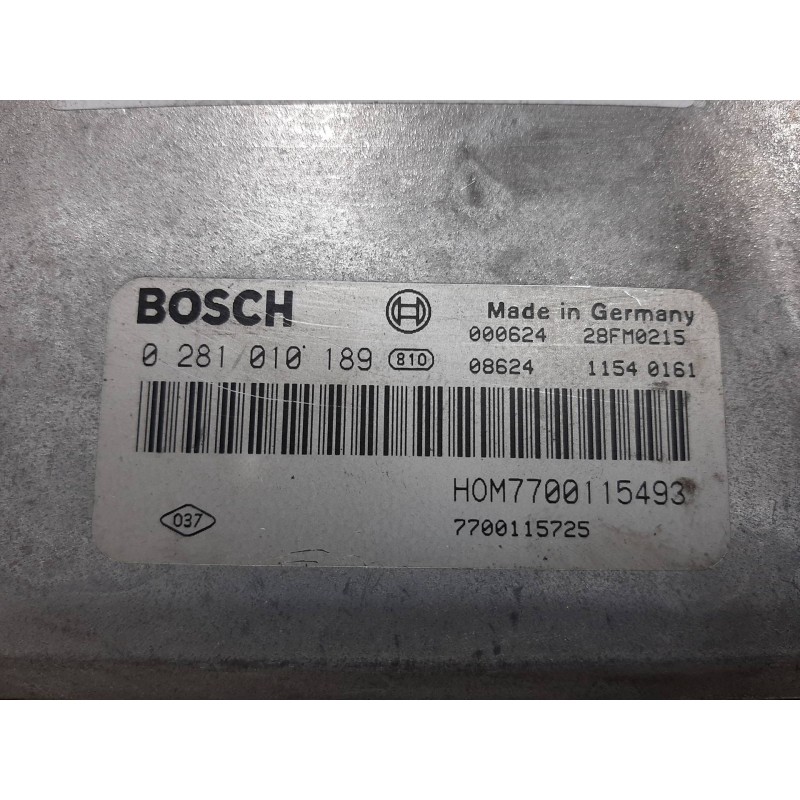 BOSCH
Made in Germany
000624 28FM0215
0 281 010 189 810
08624 1154 0161
HOM7700115493
037
7700115725